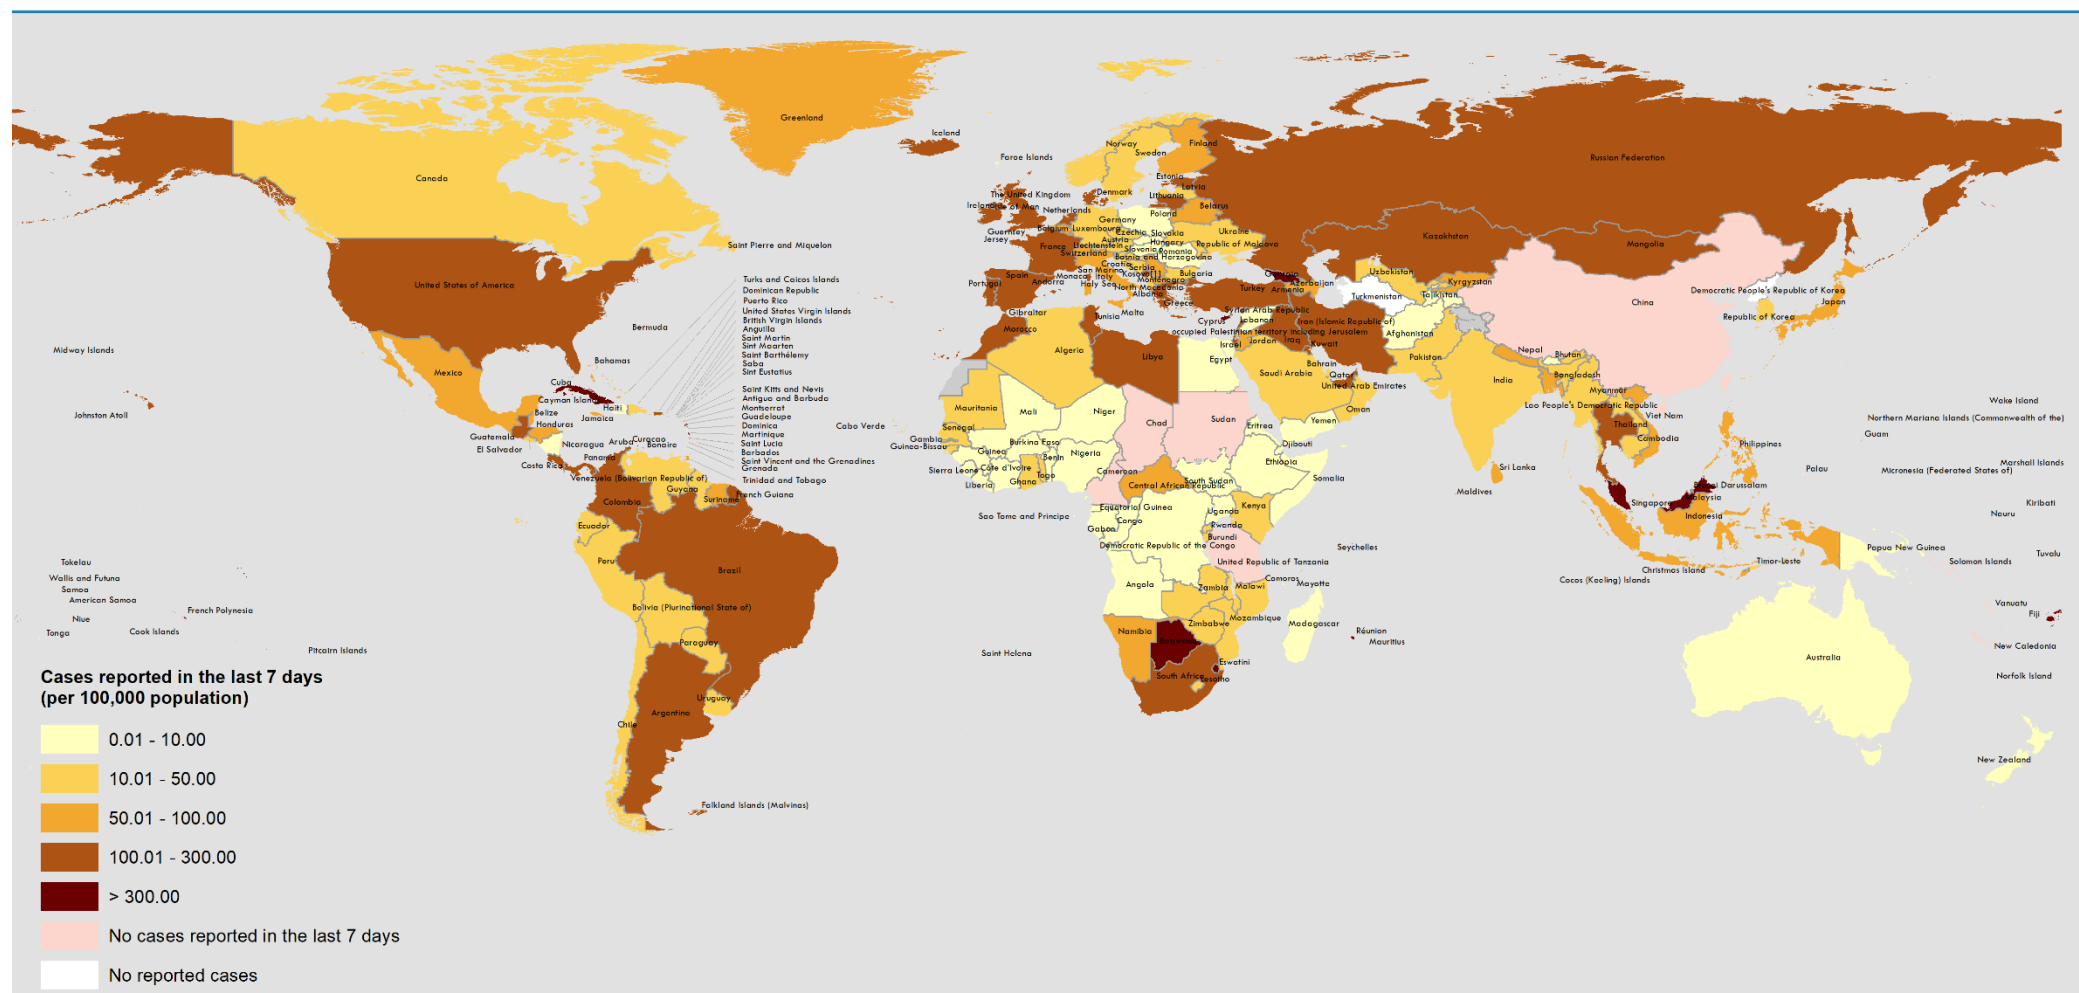 Greenland
Iceland
Faroe Islands
Norway
Sweden
Finland
Russian Federation
Canada
Estonia
Latvia
Lithuania
Denmark
The United Kingdom
Ireland
Isle of Man
Netherlands
Belarus
Poland
Germany
Guernsey
Jersey
Belgium
Luxembourg
Czechia
Slovakia
Ukraine
Austria
Hungary
Republic of Moldova
France
Liechtenstein
Slovenia
Romania
Switzerland
Bosnia and Herzegovina
Croatia
Serbia
San Marino
Monaco
Italy
Kosovo[1]
Bulgaria
Montenegro
Spain
Andorra
Portugal
Holy See
North Macedonia
Albania
Greece
Gibraltar
Malta
Tunisia
Morocco
Saint Pierre and Miquelon
United States of America
Kazakhstan
Mongolia
Georgia
Uzbekistan
Azerbaijan
Kyrgyzstan
Turkey
Armenia
Turkmenistan
Tajikistan
China
Democratic People's Republic of Korea
Japan
Republic of Korea
Syrian Arab Republic
Cyprus
Lebanon
Iran (Islamic Republic of)
occupied Palestinian territory including Jerusalem
Afghanistan
Israel
Jordan
Iraq
Kuwait
Nepal
Bhutan
Pakistan
Algeria
Libya
Egypt
Bahrain
Qatar
Saudi Arabia
United Arab Emirates
India
Bangladesh
Myanmar
Oman
Lao People's Democratic Republic
Viet Nam
Thailand
Cambodia
Philippines
Turks and Caicos Islands
Dominican Republic
Puerto Rico
United States Virgin Islands
British Virgin Islands
Anguilla
Saint Martin
Sint Maarten
Saint Barthélemy
Saba
Sint Eustatius
Saint Kitts and Nevis
Antigua and Barbuda
Montserrat
Guadeloupe
Dominica
Martinique
Saint Lucia
Barbados
Saint Vincent and the Grenadines
Grenada
Trinidad and Tobago
Bermuda
Bahamas
Midway Islands
Johnston Atoll
Mexico
Cuba
Cayman Islands
Haiti
Belize
Jamaica
Honduras
Guatemala
El Salvador
Nicaragua
Aruba
Curacao
Bonaire
Panama
Costa Rica
Venezuela (Bolivarian Republic of)
Guyana
Suriname
French Guiana
Colombia
Ecuador
Peru
Brazil
Bolivia (Plurinational State of)
Paraguay
Uruguay
Argentina
Chile
Falkland Islands (Malvinas)
Cabo Verde
Mauritania
Mali
Niger
Chad
Sudan
Eritrea
Yemen
Senegal
Gambia
Guinea-Bissau
Burkina Faso
Guinea
Benin
Nigeria
Djibouti
Ethiopia
Sierra Leone
Côte d'Ivoire
Liberia
Ghana
Togo
Cameroon
Central African Republic
South Sudan
Somalia
Sao Tome and Principe
Equatorial Guinea
Uganda
Kenya
Gabon
Congo
Rwanda
Burundi
Democratic Republic of the Congo
Seychelles
United Republic of Tanzania
Angola
Zambia
Malawi
Comoros
Mayotte
Mozambique
Zimbabwe
Madagascar
Namibia
Botswana
Réunion
Mauritius
Saint Helena
Eswatini
South Africa
Lesotho
Sri Lanka
Maldives
Brunei Darussalam
Malaysia
Singapore
Indonesia
Palau
Wake Island
Northern Mariana Islands (Commonwealth of the)
Guam
Marshall Islands
Micronesia (Federated States of)
Kiribati
Nauru
Papua New Guinea
Tuvalu
Solomon Islands
Timor-Leste
Christmas Island
Cocos (Keeling) Islands
Vanuatu
Fiji
New Caledonia
Australia
Norfolk Island
New Zealand
Tokelau
Wallis and Futuna
Samoa
American Samoa
French Polynesia
Niue
Tonga
Cook Islands
Pitcairn Islands
Cases reported in the last 7 days
(per 100,000 population)
0.01 - 10.00
10.01 - 50.00
50.01 - 100.00
100.01 - 300.00
> 300.00
No cases reported in the last 7 days
No reported cases